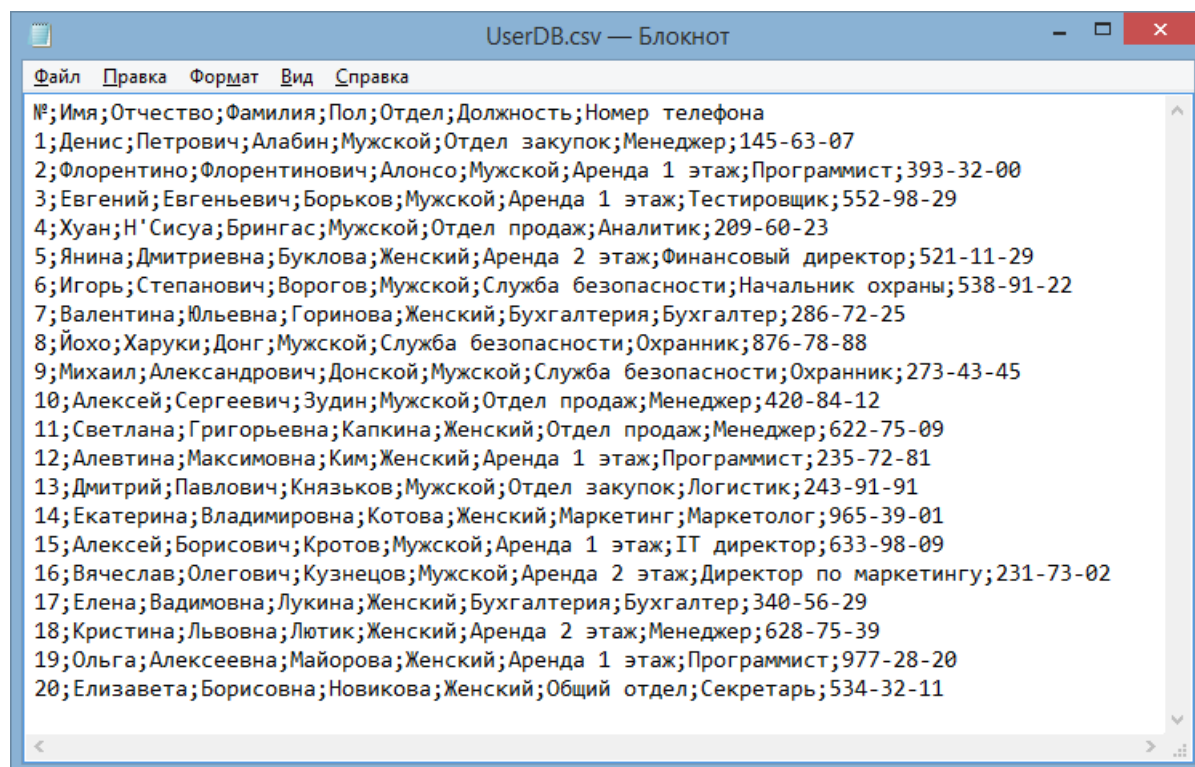 UserDB.csv — Блокнот
Файл Правка Формат Вид Справка
№;Имя;Отчество;Фамилия;Пол;Отдел;Должность;Номер телефона
1;Денис;Петрович;Алабин;Мужской;Отдел закупок;Менеджер;145-63-07
2;Флорентино;Флорентинович;Алонсо;Мужской;Аренда 1 этаж;Программист;393-32-00
3;Евгений;Евгеньевич;Борьков;Мужской;Аренда 1 этаж;Тестировщик;552-98-29
4;Хуан;Н'Сисуа;Брингас;Мужской;Отдел продаж;Аналитик;209-60-23
5;Янина;Дмитриевна;Буклова;Женский;Аренда 2 этаж;Финансовый директор;521-11-29
6;Игорь;Степанович;Ворогов;Мужской;Служба безопасности;Начальник охраны;538-91-22
7;Валентина;Юльевна;Горинова;Женский;Бухгалтерия;Бухгалтер;286-72-25
8;Йохо;Харуки;Донг;Мужской;Служба безопасности;Охранник;876-78-88
9;Михаил;Александрович;Донской;Мужской;Служба безопасности;Охранник;273-43-45
10;Алексей;Сергеевич;Зудин;Мужской;Отдел продаж;Менеджер;420-84-12
11;Светлана;Григорьевна;Капкина;Женский;Отдел продаж;Менеджер;622-75-09
12;Алевтина;Максимовна;Ким;Женский;Аренда 1 этаж;Программист;235-72-81
13;Дмитрий;Павлович;Князьков;Мужской;Отдел закупок;Логистик;243-91-91
14;Екатерина;Владимировна;Котова;Женский;Маркетинг;Маркетолог;965-39-01
15;Алексей;Борисович;Кротов;Мужской;Аренда 1 этаж;IT директор;633-98-09
16;Вячеслав;Олегович;Кузнецов;Мужской;Аренда 2 этаж;Директор по маркетингу;231-73-02
17;Елена;Вадимовна;Лукина;Женский;Бухгалтерия;Бухгалтер;340-56-29
18;Кристина;Львовна;Лютик;Женский;Аренда 2 этаж;Менеджер;628-75-39
19;Ольга;Алексеевна;Майорова;Женский;Аренда 1 этаж;Программист;977-28-20
20;Елизавета;Борисовна;Новикова;Женский;Общий отдел;Секретарь;534-32-11